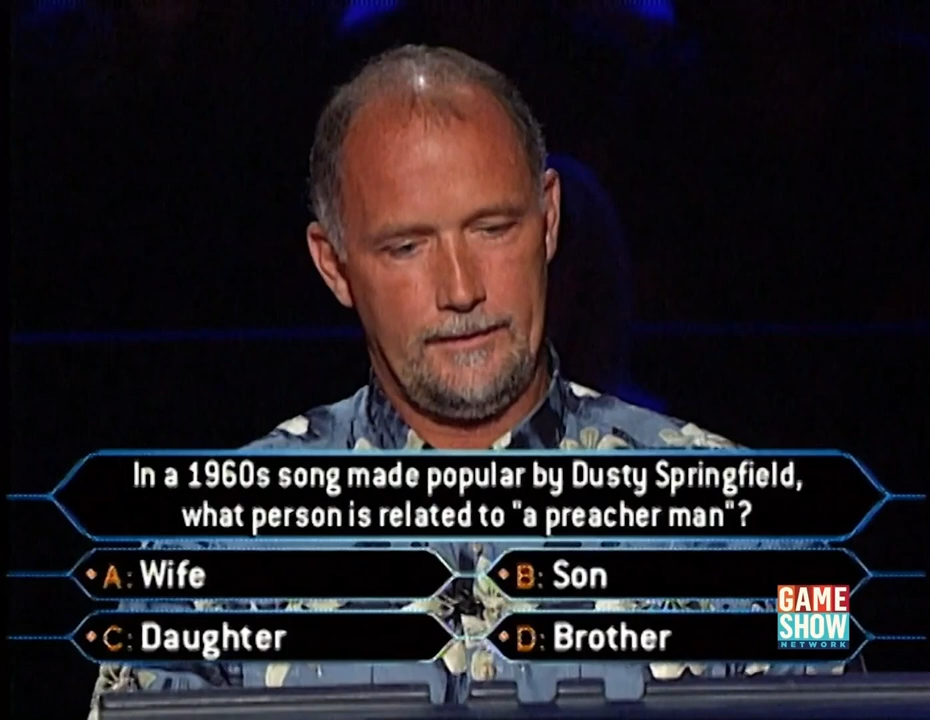 In a 1960s song made popular by Dusty Springfield,
what person is related to "a preacher man"?
A: Wife
B: Son
C: Daughter
D: Brother
GAME
SHOW
NETWORK